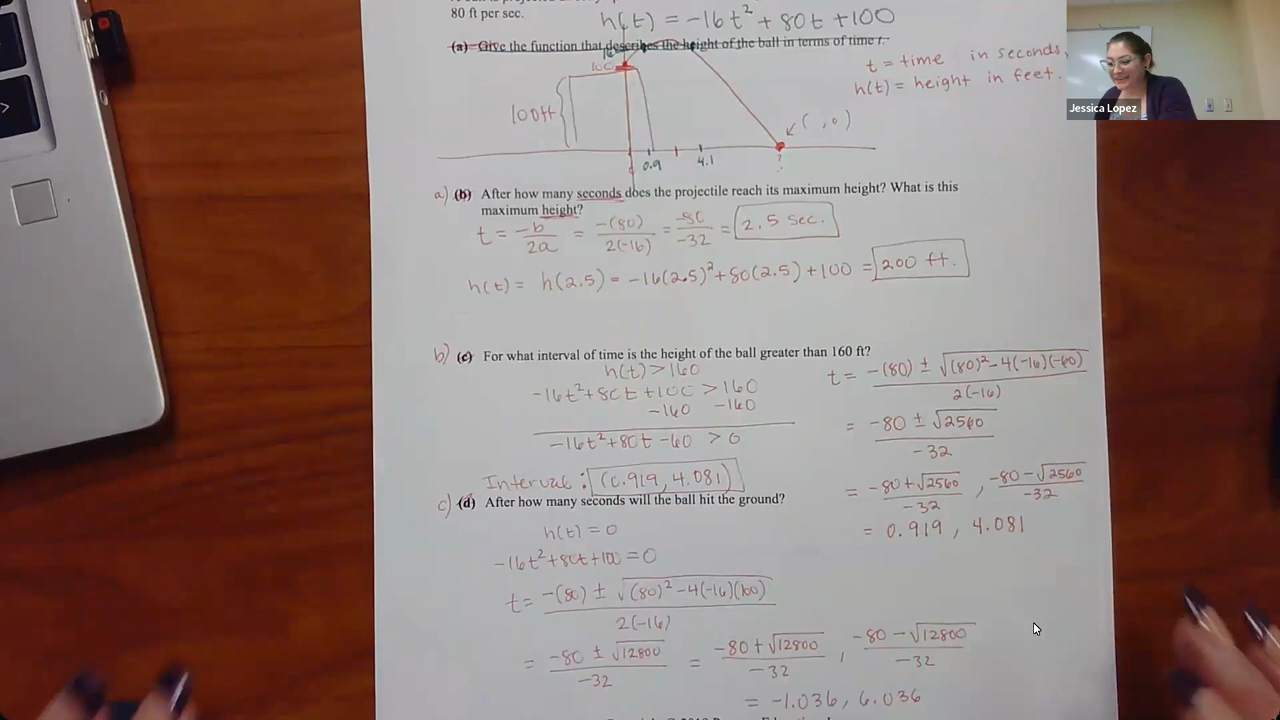 80 ft per sec.
h(t) = -16t² + 80t + 100
(a) Give the function that describes the height of the ball in terms of time t.
t = time in seconds
h(t) = height in feet.
Jessica Lopez
100
100ft
( , 0)
0.9
4.1
?
a) (b) After how many seconds does the projectile reach its maximum height? What is this
maximum height?
t = -b/2a = -(80)/2(-16) = -80/-32 = 2.5 sec.
h(t) = h(2.5) = -16(2.5)² + 80(2.5) + 100 = 200 ft.
b) (c) For what interval of time is the height of the ball greater than 160 ft?
h(t) > 160
-16t² + 80t + 100 > 160
-160 -160
-16t² + 80t - 60 > 0
Interval : (0.919, 4.081)
t = -(80) ± √(80)² - 4(-16)(-60) / 2(-16)
= -80 ± √2560 / -32
= -80 + √2560 / -32 , -80 - √2560 / -32
= 0.919 , 4.081
c) (d) After how many seconds will the ball hit the ground?
h(t) = 0
-16t² + 80t + 100 = 0
t = -(80) ± √(80)² - 4(-16)(100) / 2(-16)
= -80 ± √12800 / -32 = -80 + √12800 / -32 , -80 - √12800 / -32
= -1.036, 6.036